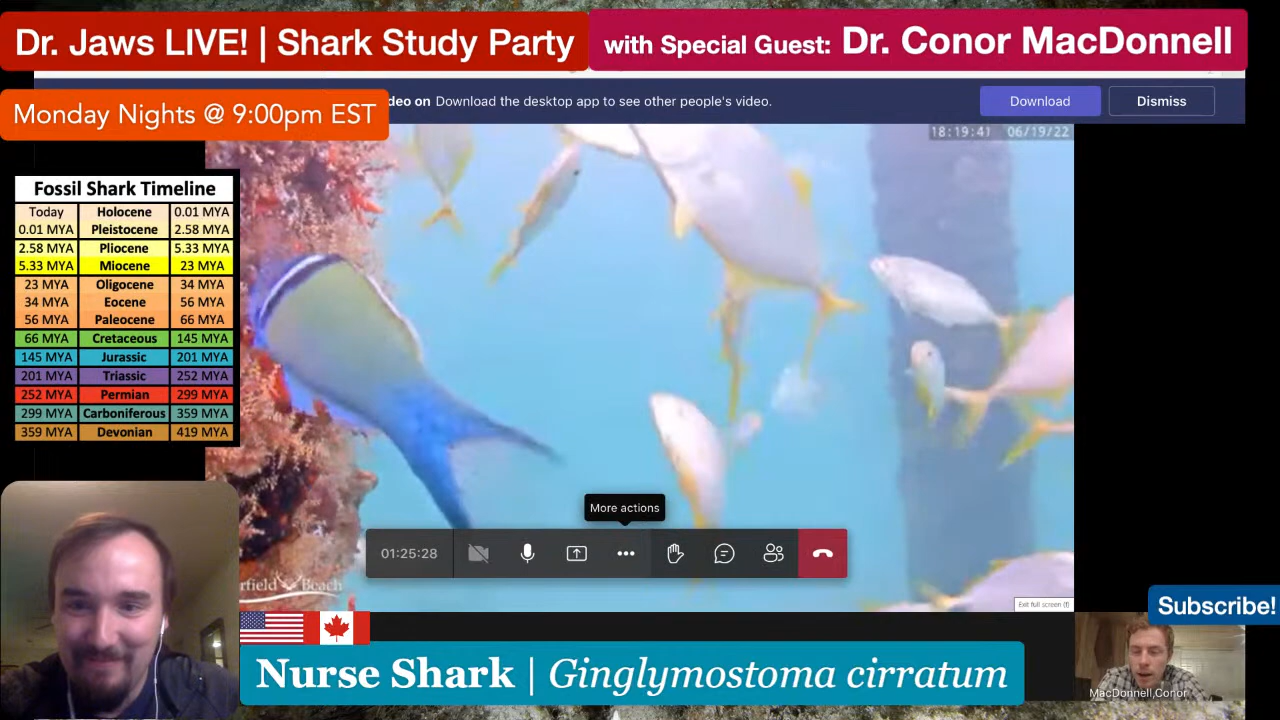 Dr. Jaws LIVE! | Shark Study Party
with Special Guest: Dr. Conor MacDonnell
Monday Nights @ 9:00pm EST
deo on Download the desktop app to see other people's video.
Download
Dismiss
18:19:41 06/19/22
Fossil Shark Timeline
Today Holocene 0.01 MYA
0.01 MYA Pleistocene 2.58 MYA
2.58 MYA Pliocene 5.33 MYA
5.33 MYA Miocene 23 MYA
23 MYA Oligocene 34 MYA
34 MYA Eocene 56 MYA
56 MYA Paleocene 66 MYA
66 MYA Cretaceous 145 MYA
145 MYA Jurassic 201 MYA
201 MYA Triassic 252 MYA
252 MYA Permian 299 MYA
299 MYA Carboniferous 359 MYA
359 MYA Devonian 419 MYA
More actions
01:25:28
rfield Beach
Exit full screen (f)
Subscribe!
Nurse Shark | Ginglymostoma cirratum
MacDonnell,Conor